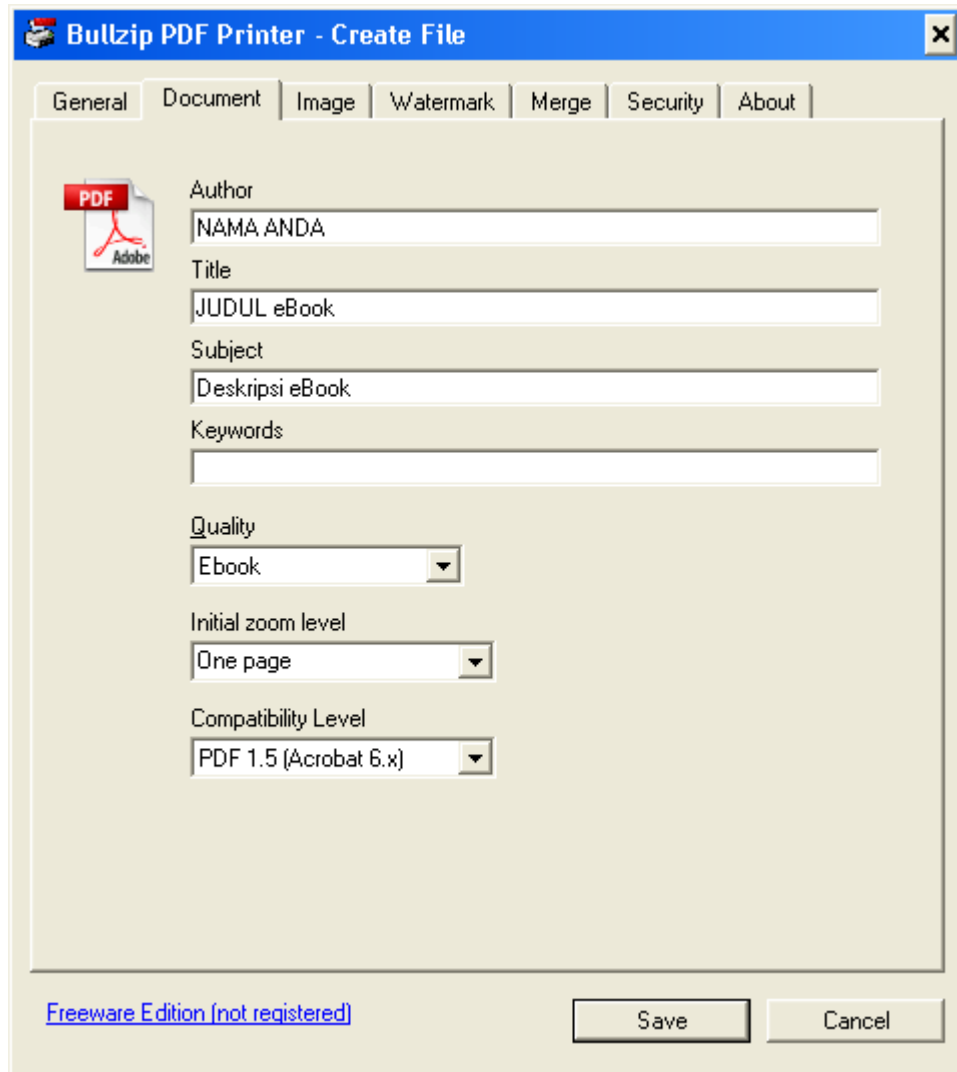 Bullzip PDF Printer - Create File
General Document Image Watermark Merge Security About
PDF
Adobe
Author
NAMA ANDA
Title
JUDUL eBook
Subject
Deskripsi eBook
Keywords
Quality
Ebook
Initial zoom level
One page
Compatibility Level
PDF 1.5 (Acrobat 6.x)
Freeware Edition (not registered)
Save Cancel